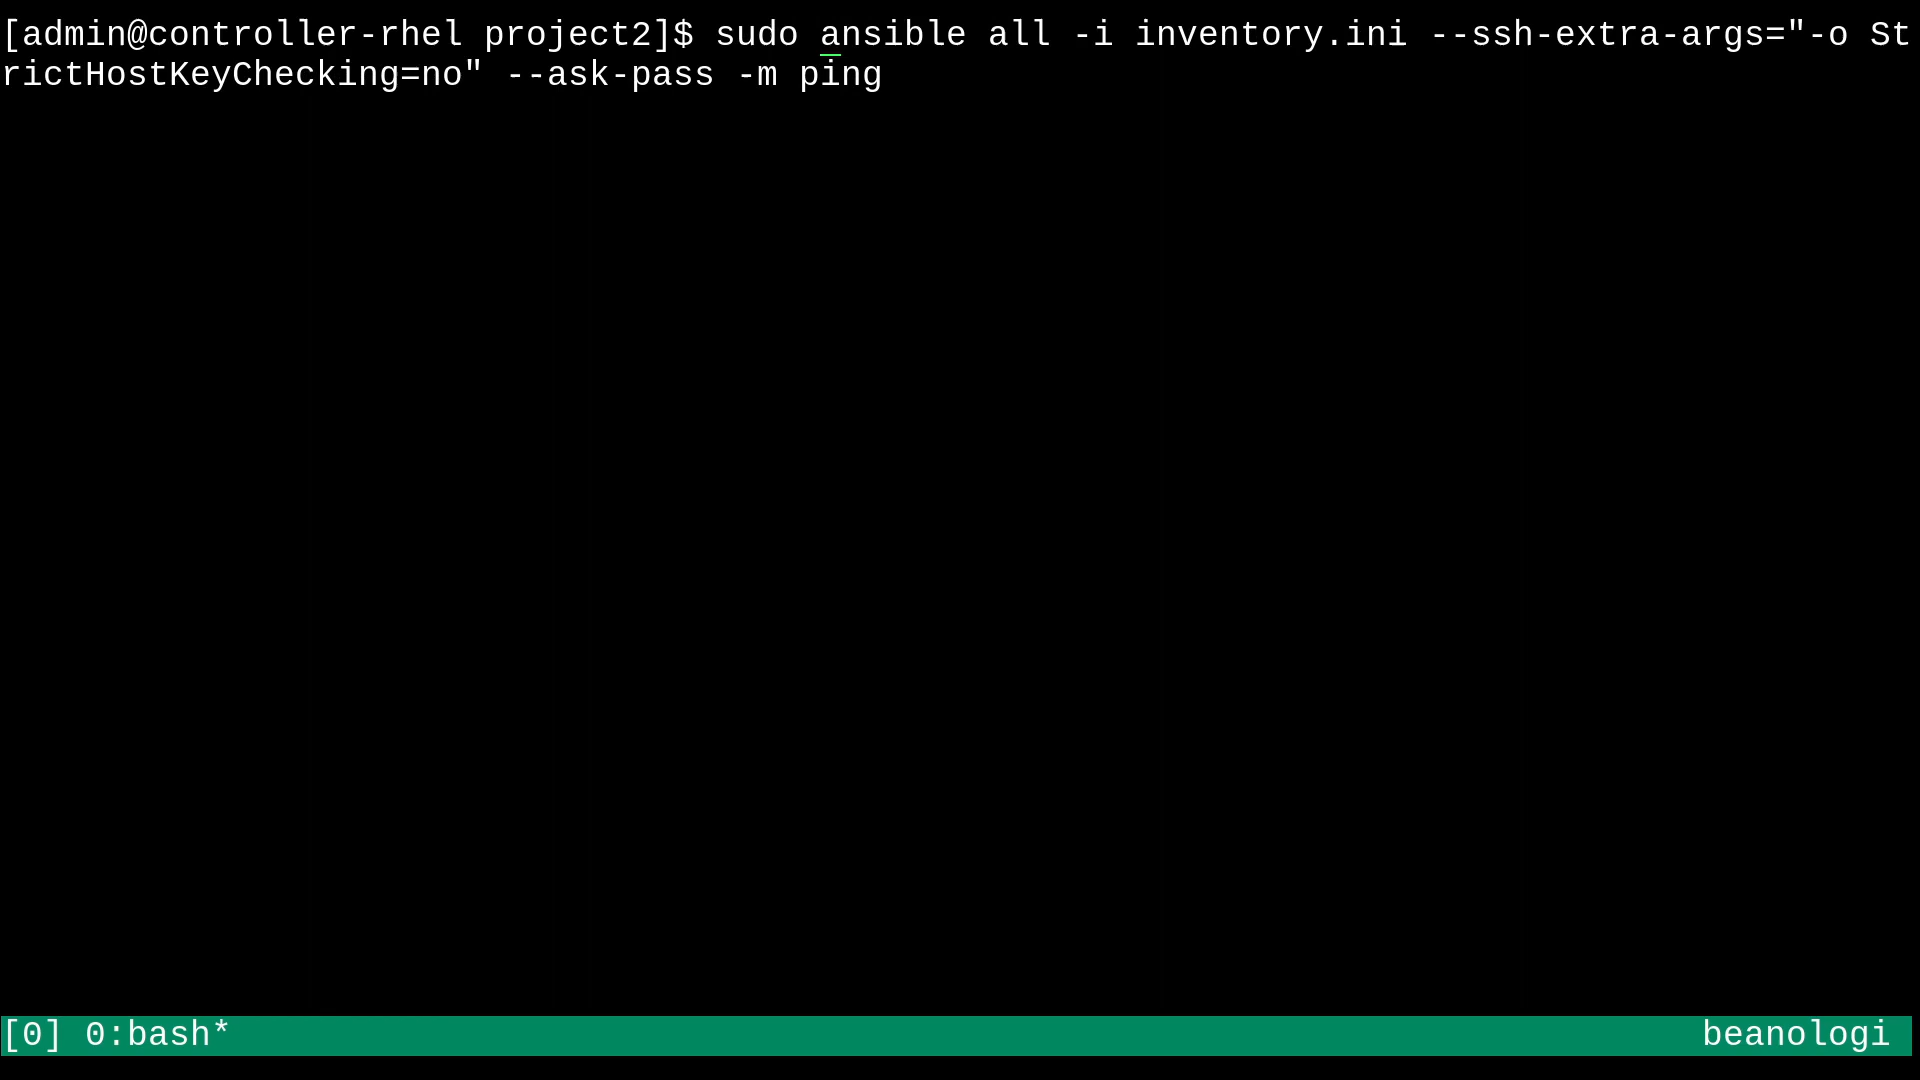 [admin@controller-rhel project2]$ sudo ansible all -i inventory.ini --ssh-extra-args="-o St
rictHostKeyChecking=no" --ask-pass -m ping
[0] 0:bash* beanologi